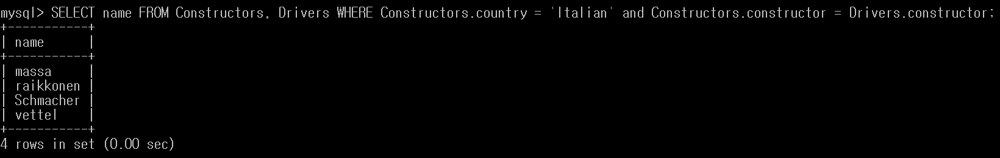 mysql> SELECT name FROM Constructors, Drivers WHERE Constructors.country = 'Italian' and Constructors.constructor = Drivers.constructor;
+-----------+
| name      |
+-----------+
| massa     |
| raikkonen |
| Schmacher |
| vettel    |
+-----------+
4 rows in set (0.00 sec)